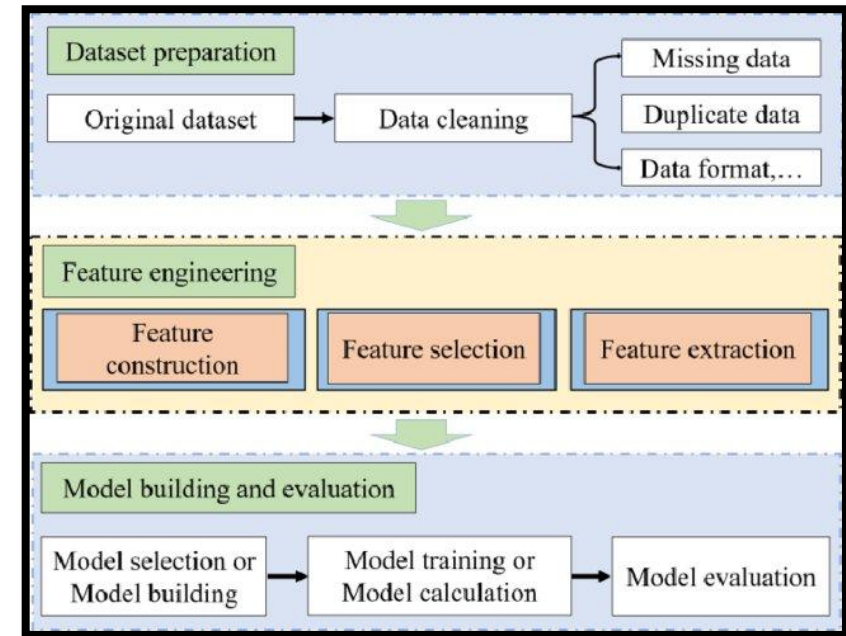 Dataset preparation
Original dataset
Data cleaning
Missing data
Duplicate data
Data format,...
Feature engineering
Feature
construction
Feature selection
Feature extraction
Model building and evaluation
Model selection or
Model building
Model training or
Model calculation
Model evaluation